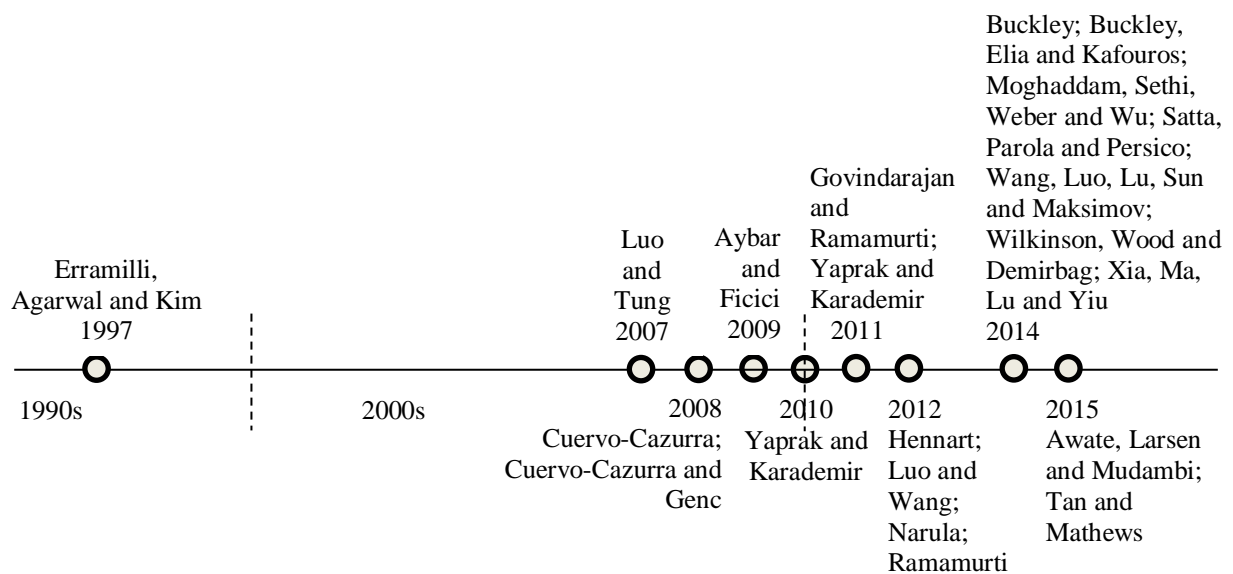 Erramilli,
Agarwal and Kim
1997
Luo
and
Tung
2007
Aybar
and
Ficici
2009
Govindarajan
and
Ramamurti;
Yaprak and
Karademir
2011
Buckley; Buckley,
Elia and Kafouros;
Moghaddam, Sethi,
Weber and Wu; Satta,
Parola and Persico;
Wang, Luo, Lu, Sun
and Maksimov;
Wilkinson, Wood and
Demirbag; Xia, Ma,
Lu and Yiu
2014
1990s
2000s
2008
Cuervo-Cazurra;
Cuervo-Cazurra and
Genc
2010
Yaprak and
Karademir
2012
Hennart;
Luo and
Wang;
Narula;
Ramamurti
2015
Awate, Larsen
and Mudambi;
Tan and
Mathews